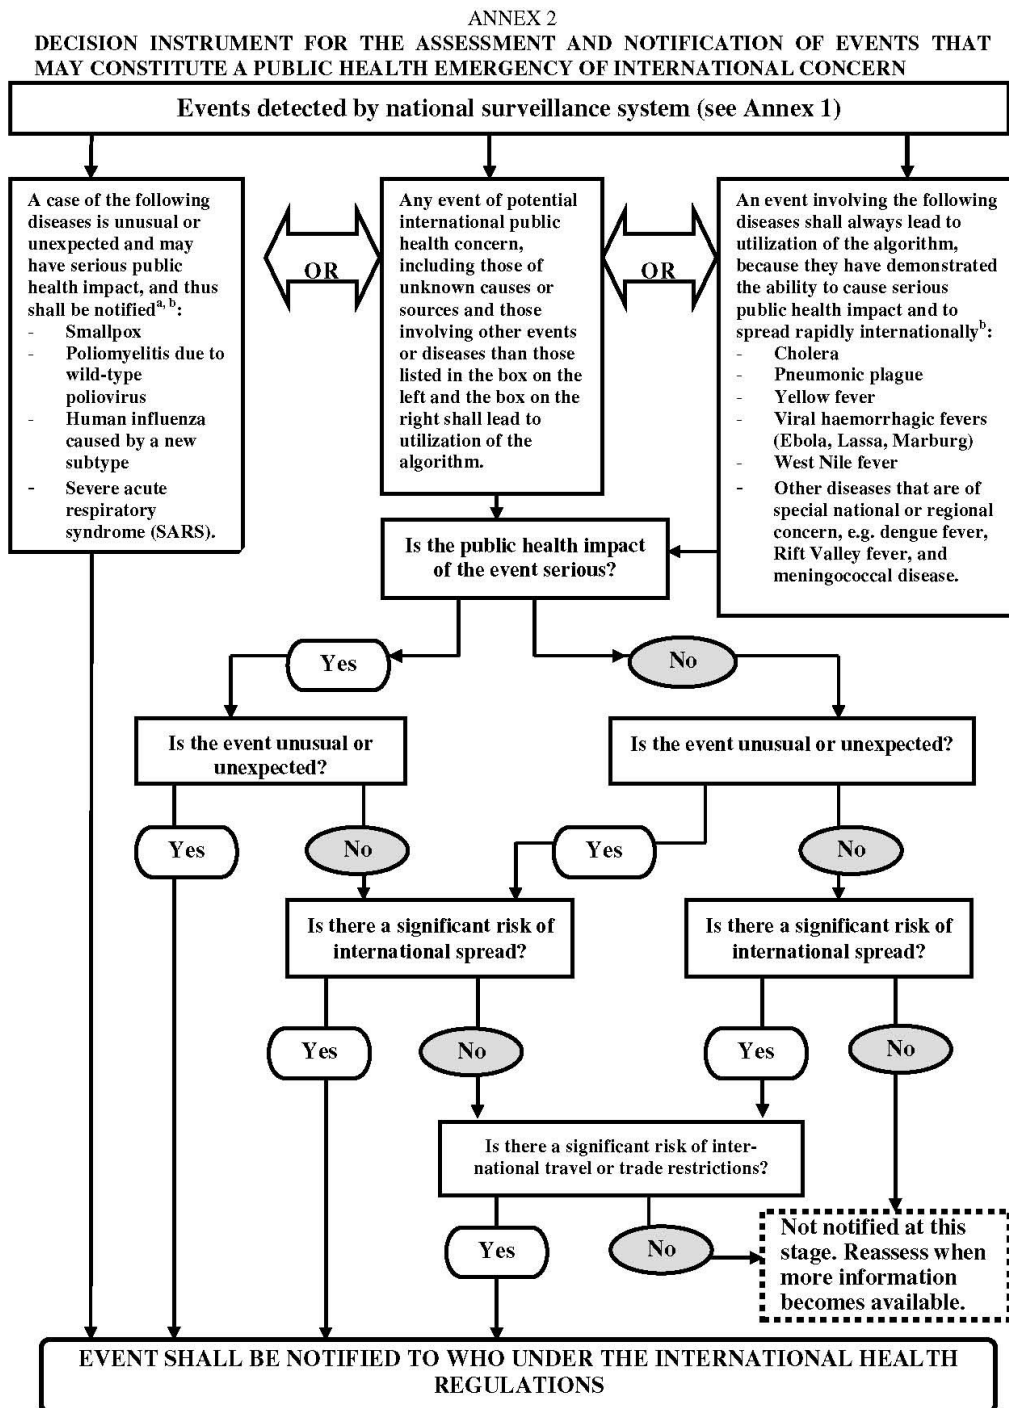 ANNEX 2
DECISION INSTRUMENT FOR THE ASSESSMENT AND NOTIFICATION OF EVENTS THAT
MAY CONSTITUTE A PUBLIC HEALTH EMERGENCY OF INTERNATIONAL CONCERN
Events detected by national surveillance system (see Annex 1)
A case of the following
diseases is unusual or
unexpected and may
have serious public
health impact, and thus
shall be notifiedᵃ,ᵇ:
- Smallpox
- Poliomyelitis due to
wild-type
poliovirus
- Human influenza
caused by a new
subtype
- Severe acute
respiratory
syndrome (SARS).
OR
Any event of potential
international public
health concern,
including those of
unknown causes or
sources and those
involving other events
or diseases than those
listed in the box on the
left and the box on the
right shall lead to
utilization of the
algorithm.
OR
An event involving the following
diseases shall always lead to
utilization of the algorithm,
because they have demonstrated
the ability to cause serious
public health impact and to
spread rapidly internationallyᵇ:
- Cholera
- Pneumonic plague
- Yellow fever
- Viral haemorrhagic fevers
(Ebola, Lassa, Marburg)
- West Nile fever
- Other diseases that are of
special national or regional
concern, e.g. dengue fever,
Rift Valley fever, and
meningococcal disease.
Is the public health impact
of the event serious?
Yes
No
Is the event unusual or
unexpected?
Is the event unusual or unexpected?
Yes
No
Yes
No
Is there a significant risk of
international spread?
Is there a significant risk of
international spread?
Yes
No
Yes
No
Is there a significant risk of inter-
national travel or trade restrictions?
Yes
No
Not notified at this
stage. Reassess when
more information
becomes available.
EVENT SHALL BE NOTIFIED TO WHO UNDER THE INTERNATIONAL HEALTH
REGULATIONS